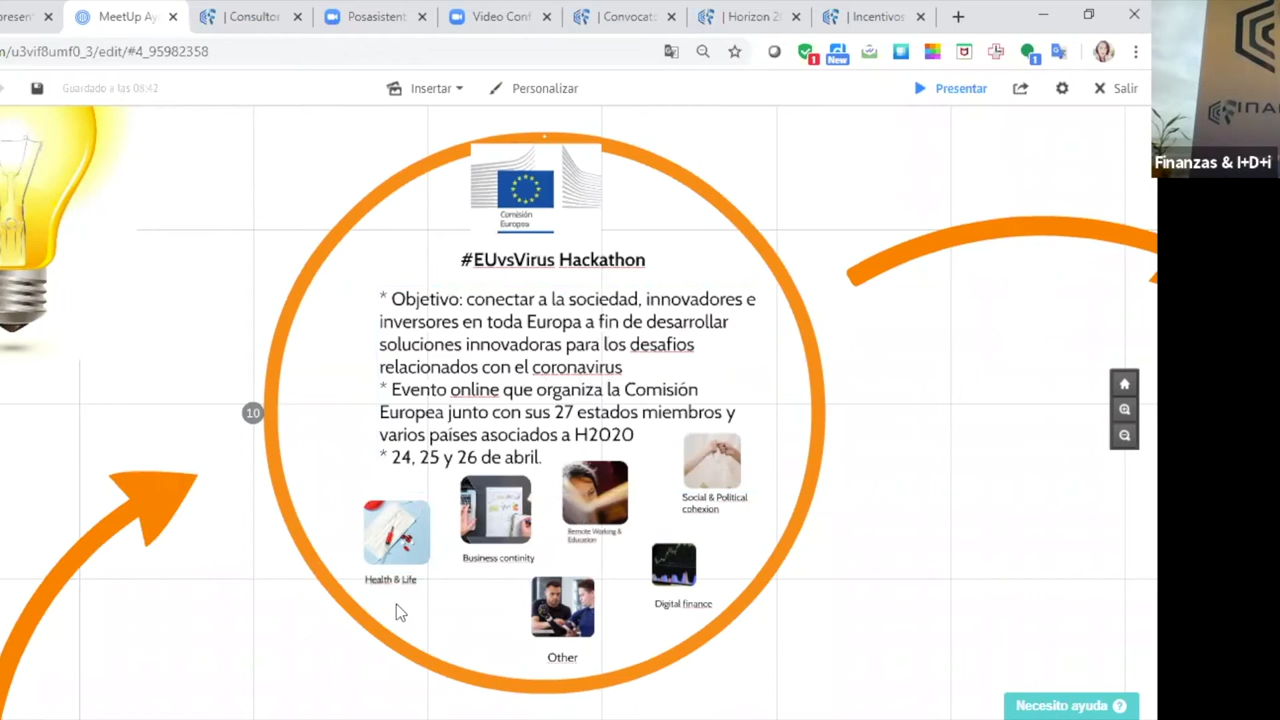 MeetUp Ay
| Consultor
Posasistent
Video Conf
| Convocats
| Horizon 2
| Incentivos
m/u3vif8umf0_3/edit/#4_95982358
1
New
1
Guardado a las 08:42
Insertar
Personalizar
Presentar
Salir
Finanzas & I+D+i
Comisión
Europea
#EUvsVirus Hackathon
* Objetivo: conectar a la sociedad, innovadores e
inversores en toda Europa a fin de desarrollar
soluciones innovadoras para los desafios
relacionados con el coronavirus
* Evento online que organiza la Comisión
Europea junto con sus 27 estados miembros y
varios países asociados a H2020
* 24, 25 y 26 de abril.
10
Social & Political
cohexion
Remote Working &
Education
Business continity
Health & Life
Digital finance
Other
Necesito ayuda ?